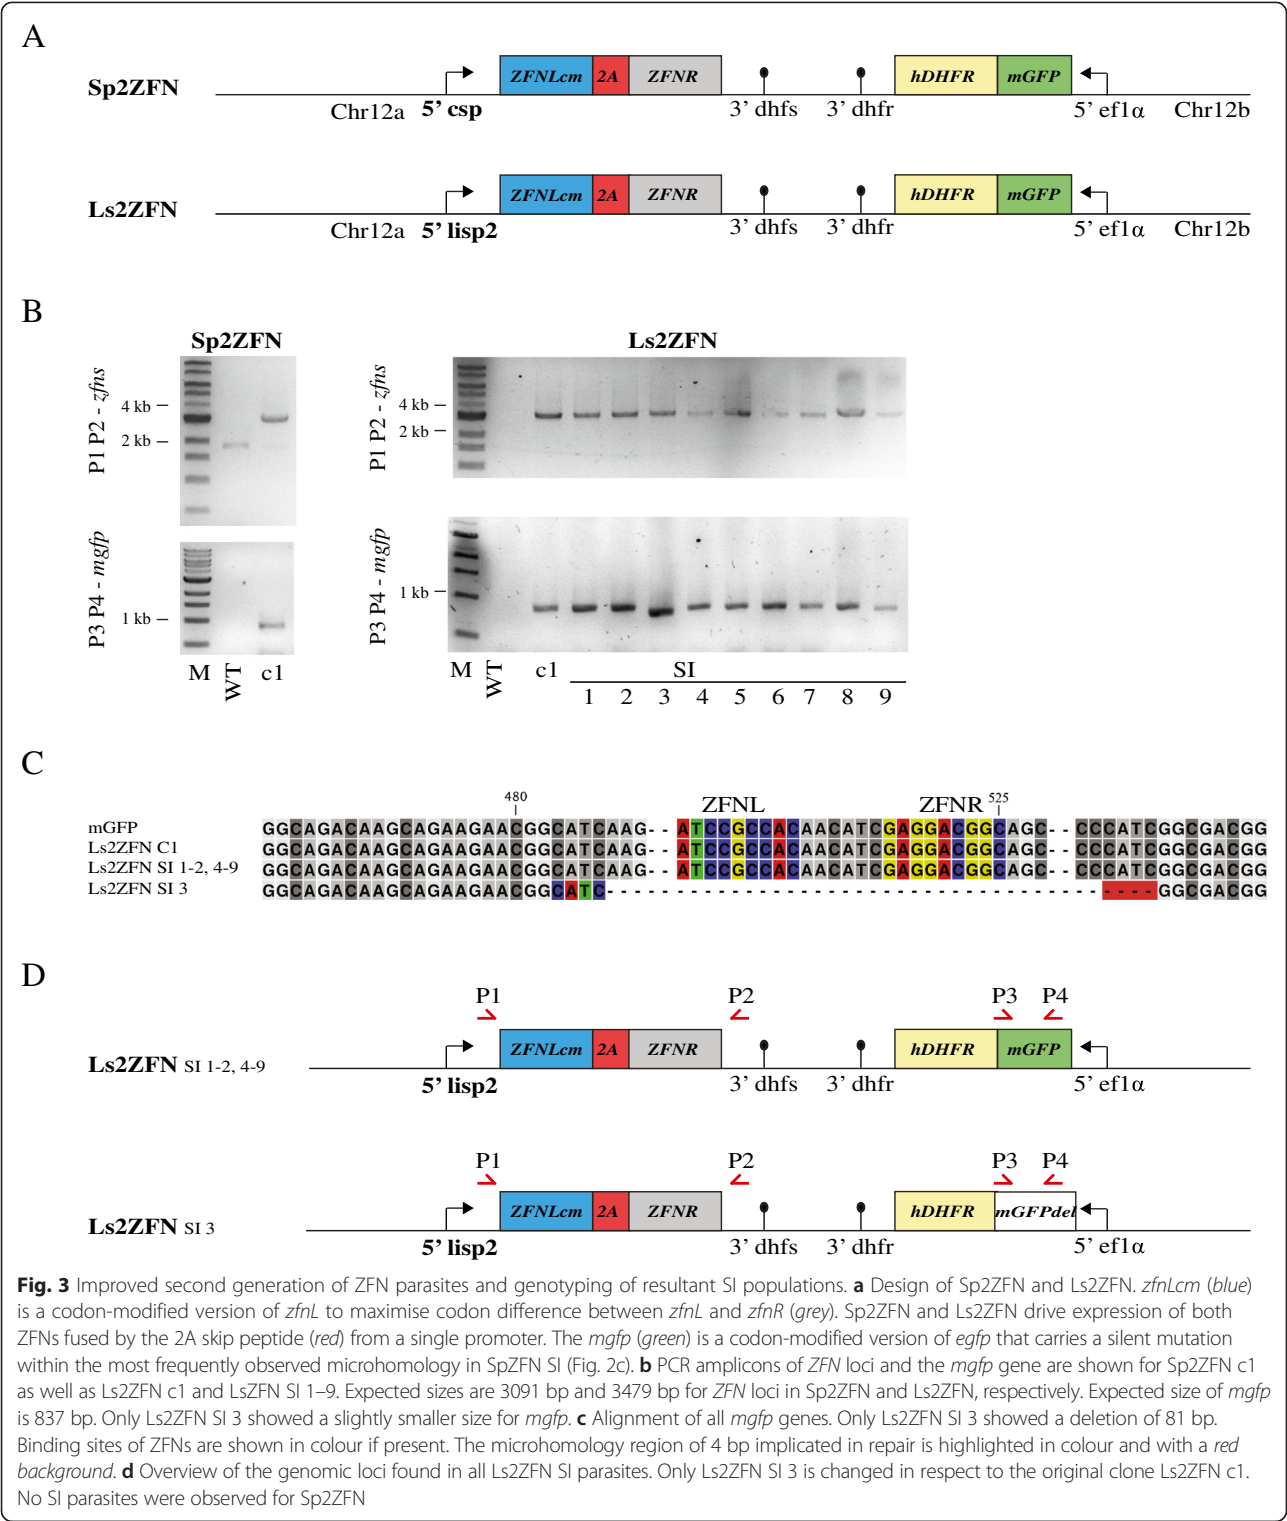 A
Sp2ZFN
ZFNLcm 2A ZFNR hDHFR mGFP
Chr12a 5’ csp 3’ dhfs 3’ dhfr 5’ ef1α Chr12b
Ls2ZFN
ZFNLcm 2A ZFNR hDHFR mGFP
Chr12a 5’ lisp2 3’ dhfs 3’ dhfr 5’ ef1α Chr12b
B
Sp2ZFN
P1 P2 - zfns
4 kb
2 kb
P3 P4 - mgfp
1 kb
M WT c1
Ls2ZFN
P1 P2 - zfns
4 kb
2 kb
P3 P4 - mgfp
1 kb
M WT c1 SI
1 2 3 4 5 6 7 8 9
C
480 ZFNL ZFNR 525
mGFP GGCAGACAAGCAGAAGAACGGCATCAAG--ATCCGCCACAACATCGAGGACGGCAGC--CCCATCGGCGACGG
Ls2ZFN C1 GGCAGACAAGCAGAAGAACGGCATCAAG--ATCCGCCACAACATCGAGGACGGCAGC--CCCATCGGCGACGG
Ls2ZFN SI 1-2, 4-9 GGCAGACAAGCAGAAGAACGGCATCAAG--ATCCGCCACAACATCGAGGACGGCAGC--CCCATCGGCGACGG
Ls2ZFN SI 3 GGCAGACAAGCAGAAGAACGGCATC----------------------------------------GGCGACGG
D
P1 P2 P3 P4
Ls2ZFN SI 1-2, 4-9
ZFNLcm 2A ZFNR hDHFR mGFP
5’ lisp2 3’ dhfs 3’ dhfr 5’ ef1α
P1 P2 P3 P4
Ls2ZFN SI 3
ZFNLcm 2A ZFNR hDHFR mGFPdel
5’ lisp2 3’ dhfs 3’ dhfr 5’ ef1α
Fig. 3 Improved second generation of ZFN parasites and genotyping of resultant SI populations. a Design of Sp2ZFN and Ls2ZFN. zfnLcm (blue)
is a codon-modified version of zfnL to maximise codon difference between zfnL and zfnR (grey). Sp2ZFN and Ls2ZFN drive expression of both
ZFNs fused by the 2A skip peptide (red) from a single promoter. The mgfp (green) is a codon-modified version of egfp that carries a silent mutation
within the most frequently observed microhomology in SpZFN SI (Fig. 2c). b PCR amplicons of ZFN loci and the mgfp gene are shown for Sp2ZFN c1
as well as Ls2ZFN c1 and LsZFN SI 1–9. Expected sizes are 3091 bp and 3479 bp for ZFN loci in Sp2ZFN and Ls2ZFN, respectively. Expected size of mgfp
is 837 bp. Only Ls2ZFN SI 3 showed a slightly smaller size for mgfp. c Alignment of all mgfp genes. Only Ls2ZFN SI 3 showed a deletion of 81 bp.
Binding sites of ZFNs are shown in colour if present. The microhomology region of 4 bp implicated in repair is highlighted in colour and with a red
background. d Overview of the genomic loci found in all Ls2ZFN SI parasites. Only Ls2ZFN SI 3 is changed in respect to the original clone Ls2ZFN c1.
No SI parasites were observed for Sp2ZFN